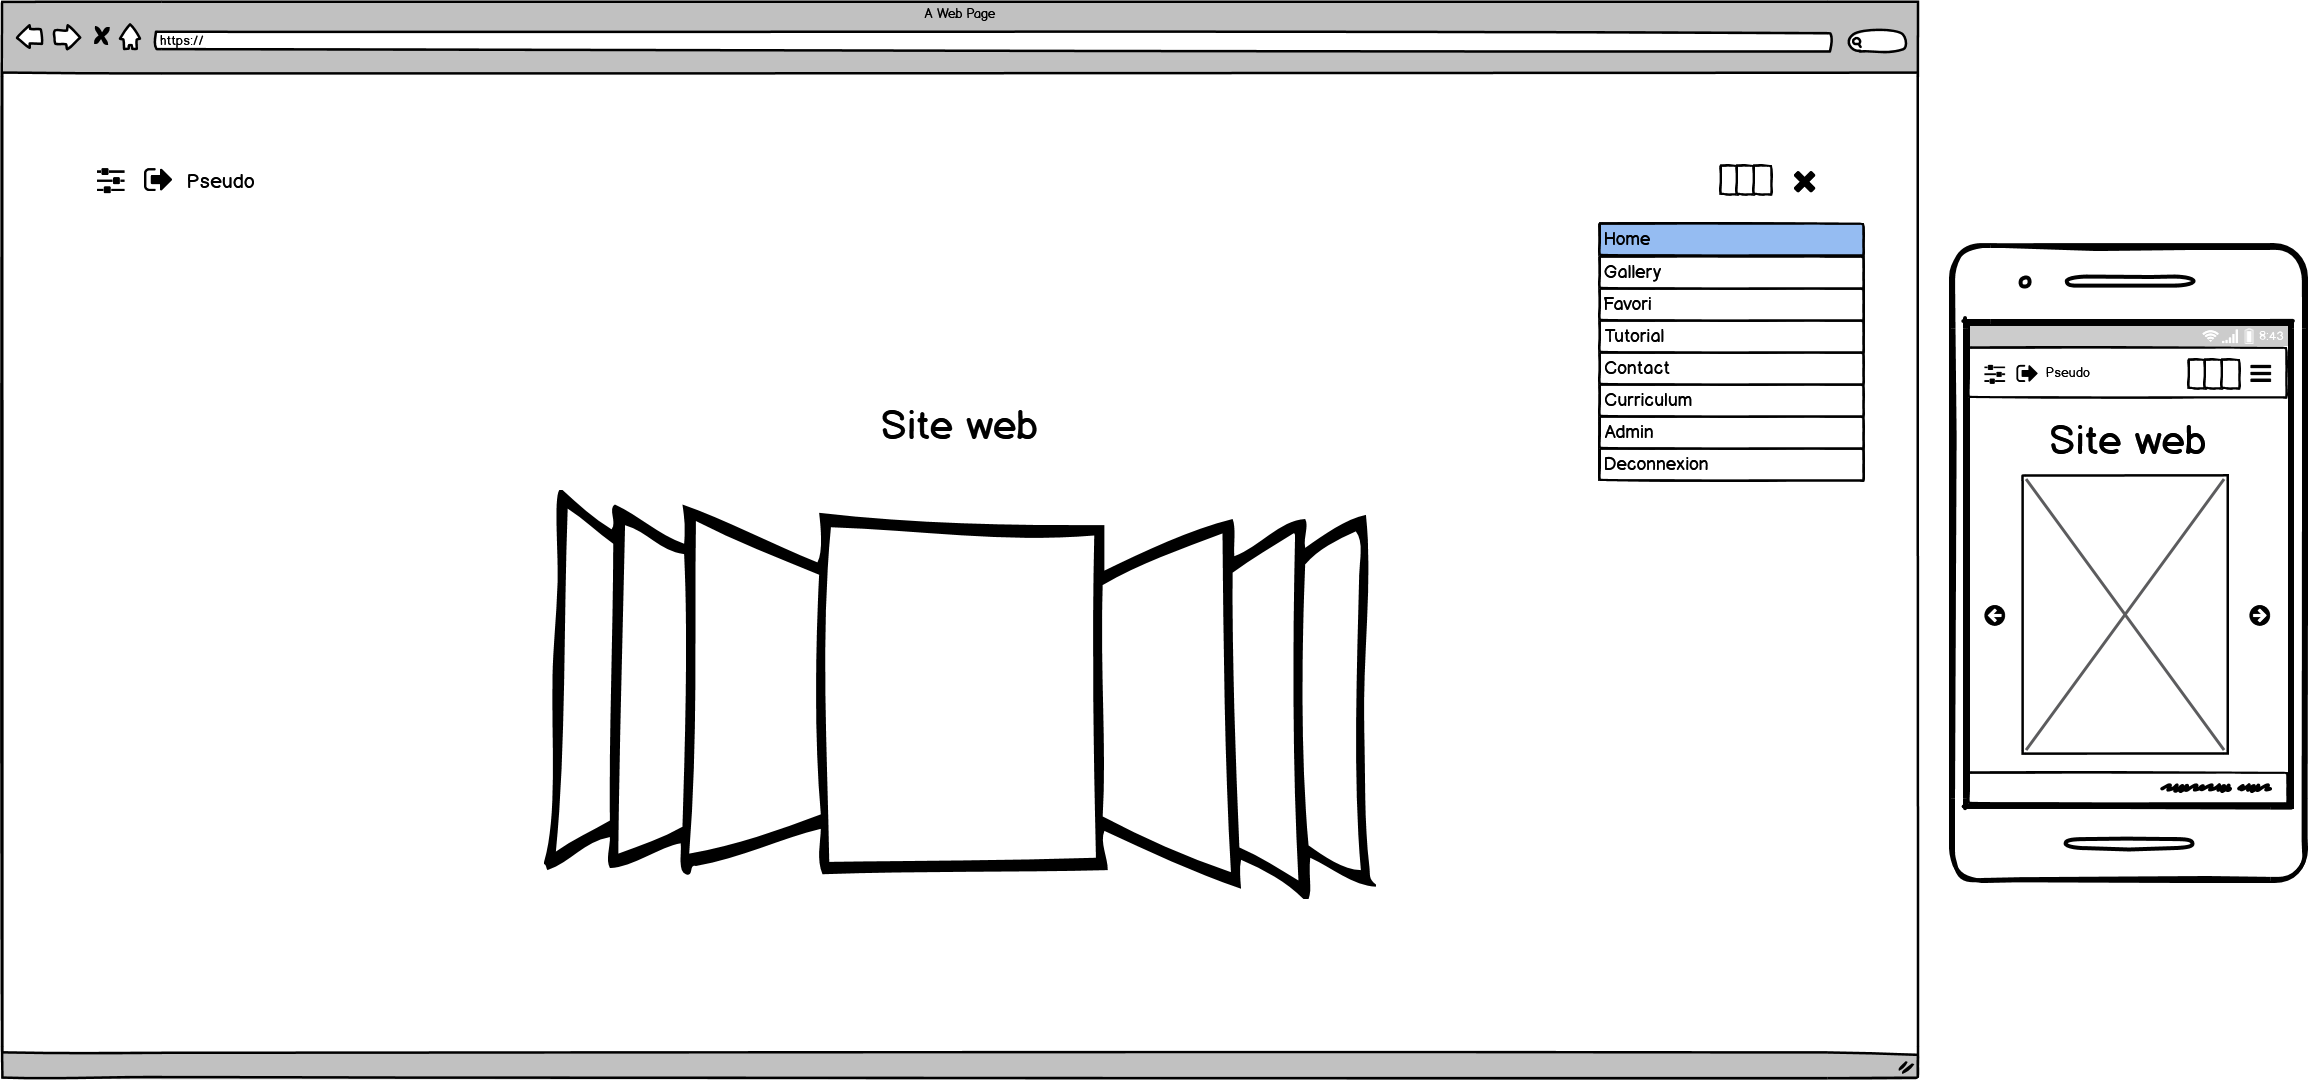 A Web Page
https://
Pseudo
Home
Gallery
Favori
Tutorial
Contact
Curriculum
Admin
Deconnexion
Site web
8:43
Pseudo
Site web